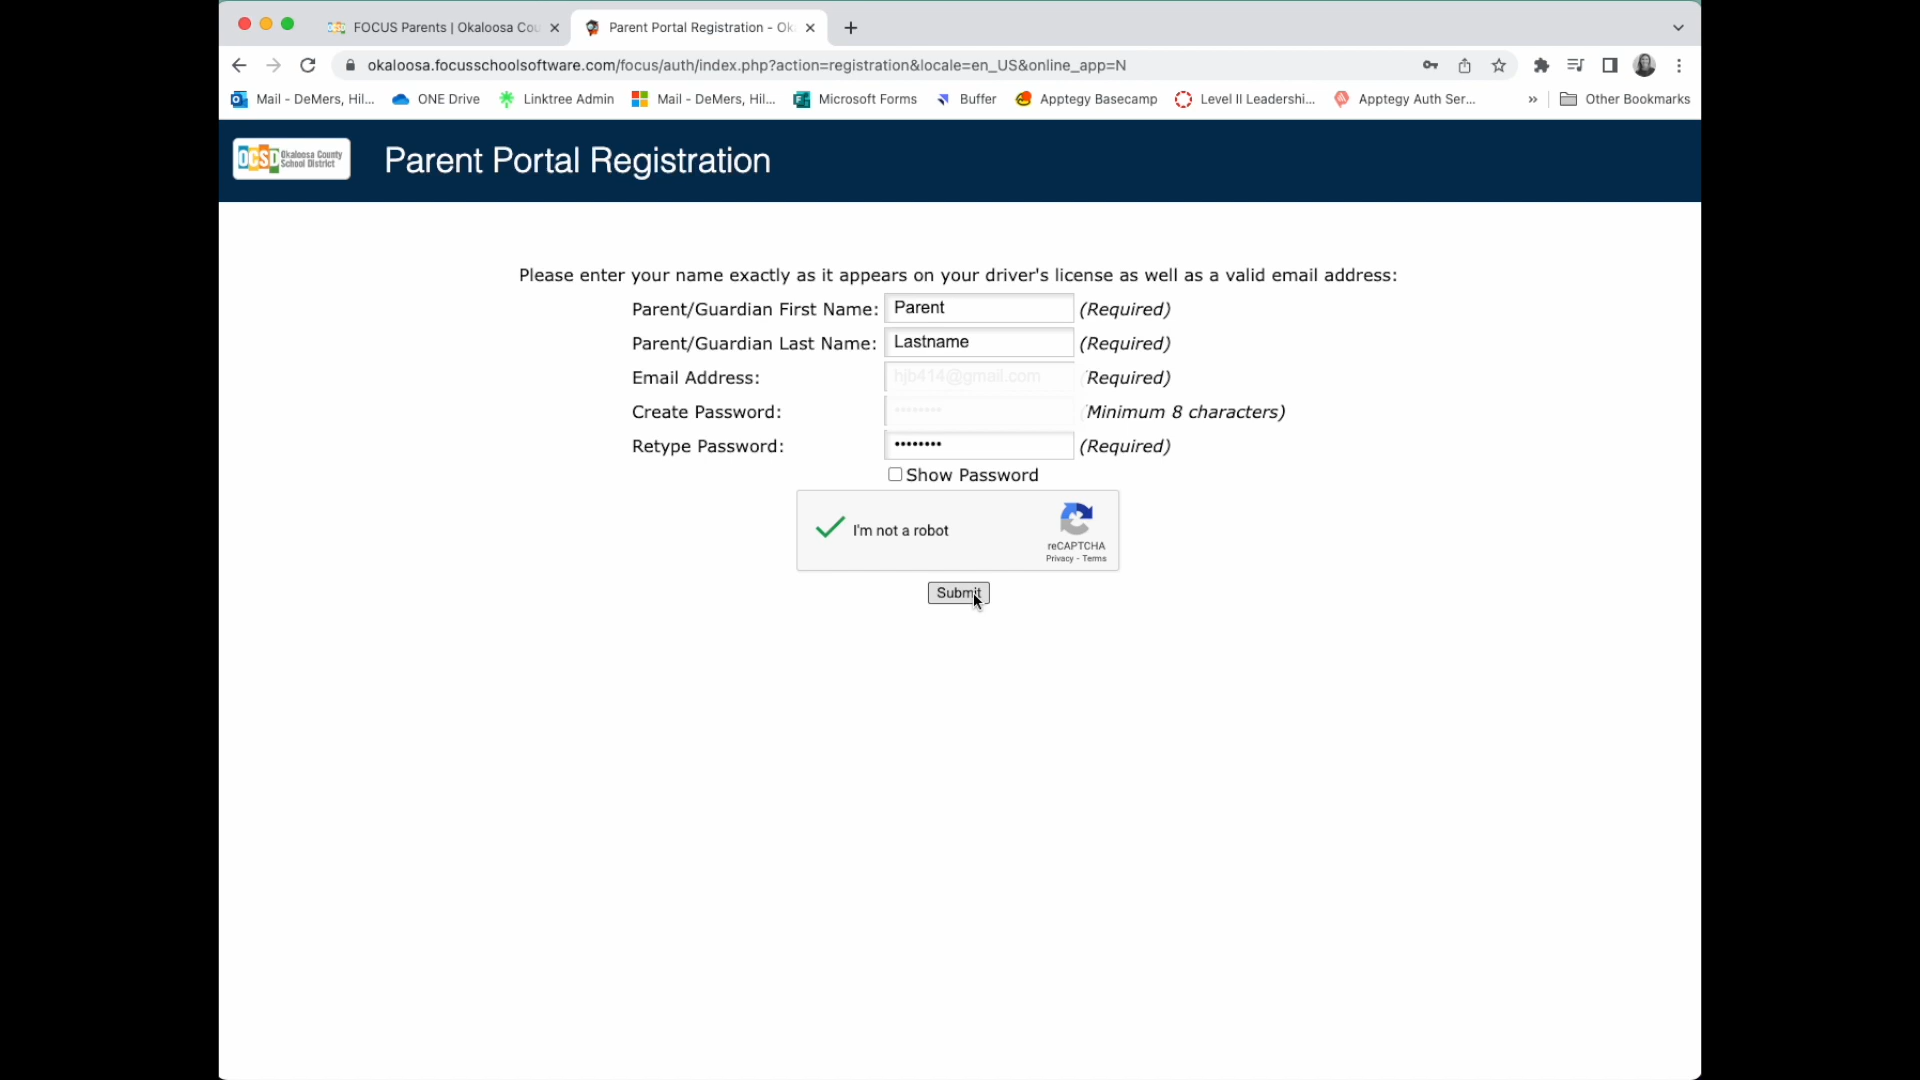 FOCUS Parents | Okaloosa Cou
Parent Portal Registration - Ok
okaloosa.focusschoolsoftware.com/focus/auth/index.php?action=registration&locale=en_US&online_app=N
Mail - DeMers, Hil...
ONE Drive
Linktree Admin
Mail - DeMers, Hil...
Microsoft Forms
Buffer
Apptegy Basecamp
Level II Leadershi...
Apptegy Auth Ser...
» Other Bookmarks
OCSD Okaloosa County School District
Parent Portal Registration
Please enter your name exactly as it appears on your driver's license as well as a valid email address:
Parent/Guardian First Name: Parent (Required)
Parent/Guardian Last Name: Lastname (Required)
Email Address: hjb414@gmail.com (Required)
Create Password: •••••••• (Minimum 8 characters)
Retype Password: •••••••• (Required)
Show Password
I'm not a robot
reCAPTCHA
Privacy - Terms
Submit